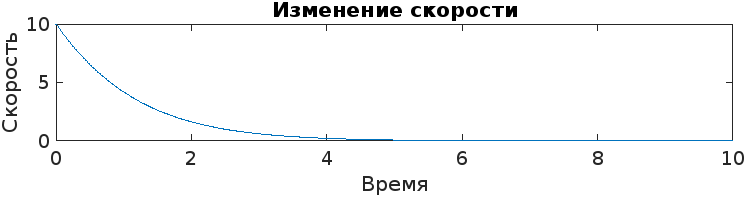 Изменение скорости
10
5
0
Скорость
0 2 4 6 8 10
Время